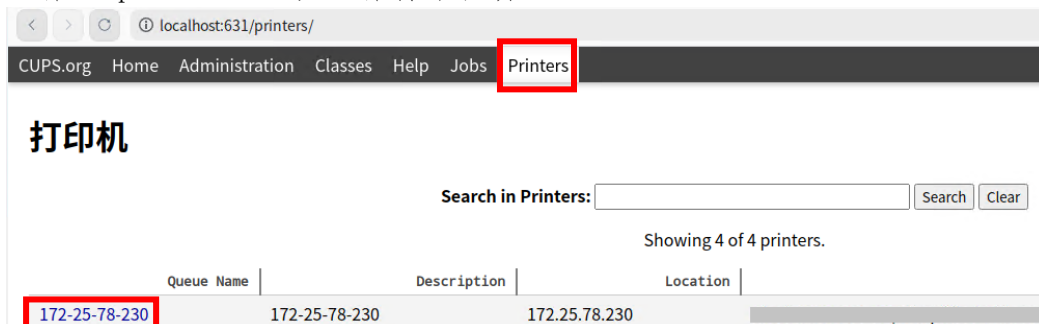 localhost:631/printers/
CUPS.org Home Administration Classes Help Jobs Printers
打印机
Search in Printers: Search Clear
Showing 4 of 4 printers.
Queue Name Description Location
172-25-78-230 172-25-78-230 172.25.78.230